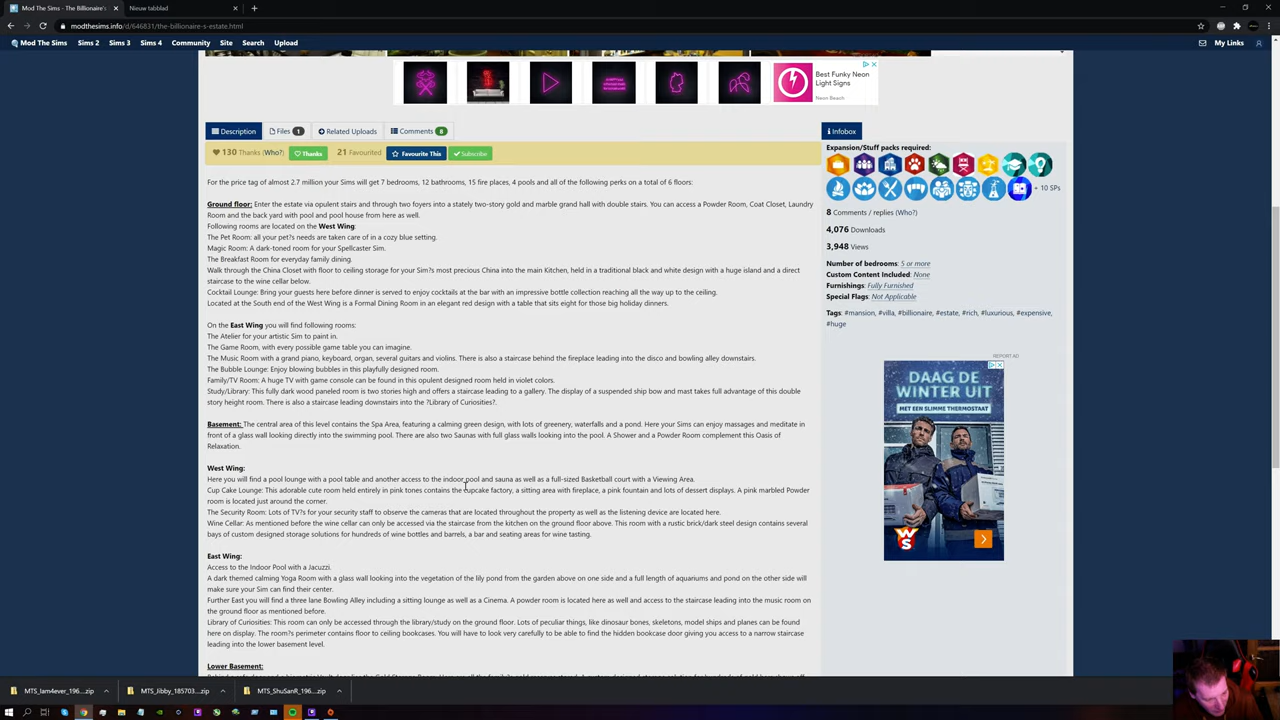 Mod The Sims - The Billionaire's
Nieuw tabblad
modthesims.info/d/646831/the-billionaire-s-estate.html
Mod The Sims Sims 2 Sims 3 Sims 4 Community Site Search Upload My Links
Best Funky Neon
Light Signs
Neon Beach
Description Files 1 Related Uploads Comments 8
Infobox
130 Thanks (Who?) Thanks 21 Favourited Favourite This Subscribe
Expansion/Stuff packs required:
+ 10 SPs
8 Comments / replies (Who?)
4,076 Downloads
3,948 Views
Number of bedrooms: 5 or more
Custom Content Included: None
Furnishings: Fully Furnished
Special Flags: Not Applicable
Tags: #mansion, #villa, #billionaire, #estate, #rich, #luxurious, #expensive,
#huge
For the price tag of almost 2.7 million your Sims will get 7 bedrooms, 12 bathrooms, 15 fire places, 4 pools and all of the following perks on a total of 6 floors:
Ground floor: Enter the estate via opulent stairs and through two foyers into a stately two-story gold and marble grand hall with double stairs. You can access a Powder Room, Coat Closet, Laundry
Room and the back yard with pool and pool house from here as well.
Following rooms are located on the West Wing:
The Pet Room: all your pet?s needs are taken care of in a cozy blue setting.
Magic Room: A dark-toned room for your Spellcaster Sim.
The Breakfast Room for everyday family dining.
Walk through the China Closet with floor to ceiling storage for your Sim?s most precious China into the main Kitchen, held in a traditional black and white design with a huge island and a direct
staircase to the wine cellar below.
Cocktail Lounge: Bring your guests here before dinner is served to enjoy cocktails at the bar with an impressive bottle collection reaching all the way up to the ceiling.
Located at the South end of the West Wing is a Formal Dining Room in an elegant red design with a table that sits eight for those big holiday dinners.
On the East Wing you will find following rooms:
The Atelier for your artistic Sim to paint in.
The Game Room, with every possible game table you can imagine.
The Music Room with a grand piano, keyboard, organ, several guitars and violins. There is also a staircase behind the fireplace leading into the disco and bowling alley downstairs.
The Bubble Lounge: Enjoy blowing bubbles in this playfully designed room.
Family/TV Room: A huge TV with game console can be found in this opulent designed room held in violet colors.
Study/Library: This fully dark wood paneled room is two stories high and offers a staircase leading to a gallery. The display of a suspended ship bow and mast takes full advantage of this double
story height room. There is also a staircase leading downstairs into the ?Library of Curiosities?.
Basement: The central area of this level contains the Spa Area, featuring a calming green design, with lots of greenery, waterfalls and a pond. Here your Sims can enjoy massages and meditate in
front of a glass wall looking directly into the swimming pool. There are also two Saunas with full glass walls looking into the pool. A Shower and a Powder Room complement this Oasis of
Relaxation.
West Wing:
Here you will find a pool lounge with a pool table and another access to the indoor pool and sauna as well as a full-sized Basketball court with a Viewing Area.
Cup Cake Lounge: This adorable cute room held entirely in pink tones contains the cupcake factory, a sitting area with fireplace, a pink fountain and lots of dessert displays. A pink marbled Powder
room is located just around the corner.
The Security Room: Lots of TV?s for your security staff to observe the cameras that are located throughout the property as well as the listening device are located here.
Wine Cellar: As mentioned before the wine cellar can only be accessed via the staircase from the kitchen on the ground floor above. This room with a rustic brick/dark steel design contains several
bays of custom designed storage solutions for hundreds of wine bottles and barrels, a bar and seating areas for wine tasting.
East Wing:
Access to the Indoor Pool with a Jacuzzi.
A dark themed calming Yoga Room with a glass wall looking into the vegetation of the lily pond from the garden above on one side and a full length of aquariums and pond on the other side will
make sure your Sim can find their center.
Further East you will find a three lane Bowling Alley including a sitting lounge as well as a Cinema. A powder room is located here as well and access to the staircase leading into the music room on
the ground floor as mentioned before.
Library of Curiosities: This room can only be accessed through the library/study on the ground floor. Lots of peculiar things, like dinosaur bones, skeletons, model ships and planes can be found
here on display. The room?s perimeter contains floor to ceiling bookcases. You will have to look very carefully to be able to find the hidden bookcase door giving you access to a narrow staircase
leading into the lower basement level.
Lower Basement:
REPORT AD
DAAG DE
WINTER UIT
MET EEN SLIMME THERMOSTAAT
WS
MTS_lam4ever_196....zip
MTS_Jibby_185703....zip
MTS_ShuSanR_196....zip